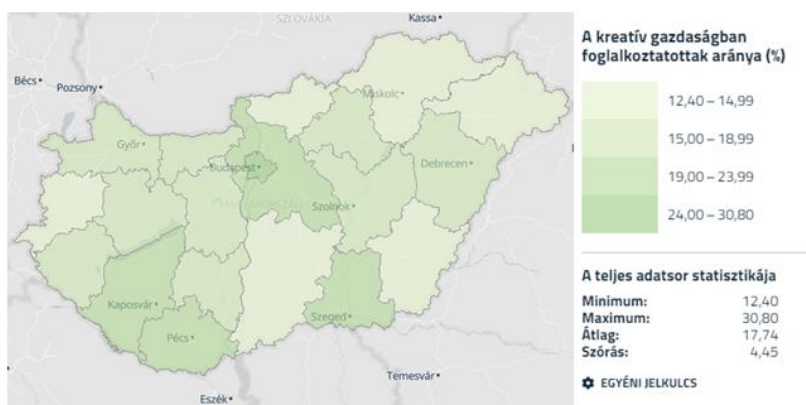 SZLOVÁKIA
Kassa
Bécs
Pozsony
Miskolc
Győr
Budapest
Debrecen
MAGYARORSZÁG
Szolnok
Kaposvár
Szeged
Pécs
Temesvár
Eszék
A kreatív gazdaságban
foglalkoztatottak aránya (%)
12,40 – 14,99
15,00 – 18,99
19,00 – 23,99
24,00 – 30,80
A teljes adatsor statisztikája
Minimum: 12,40
Maximum: 30,80
Átlag: 17,74
Szórás: 4,45
EGYÉNI JELKULCS